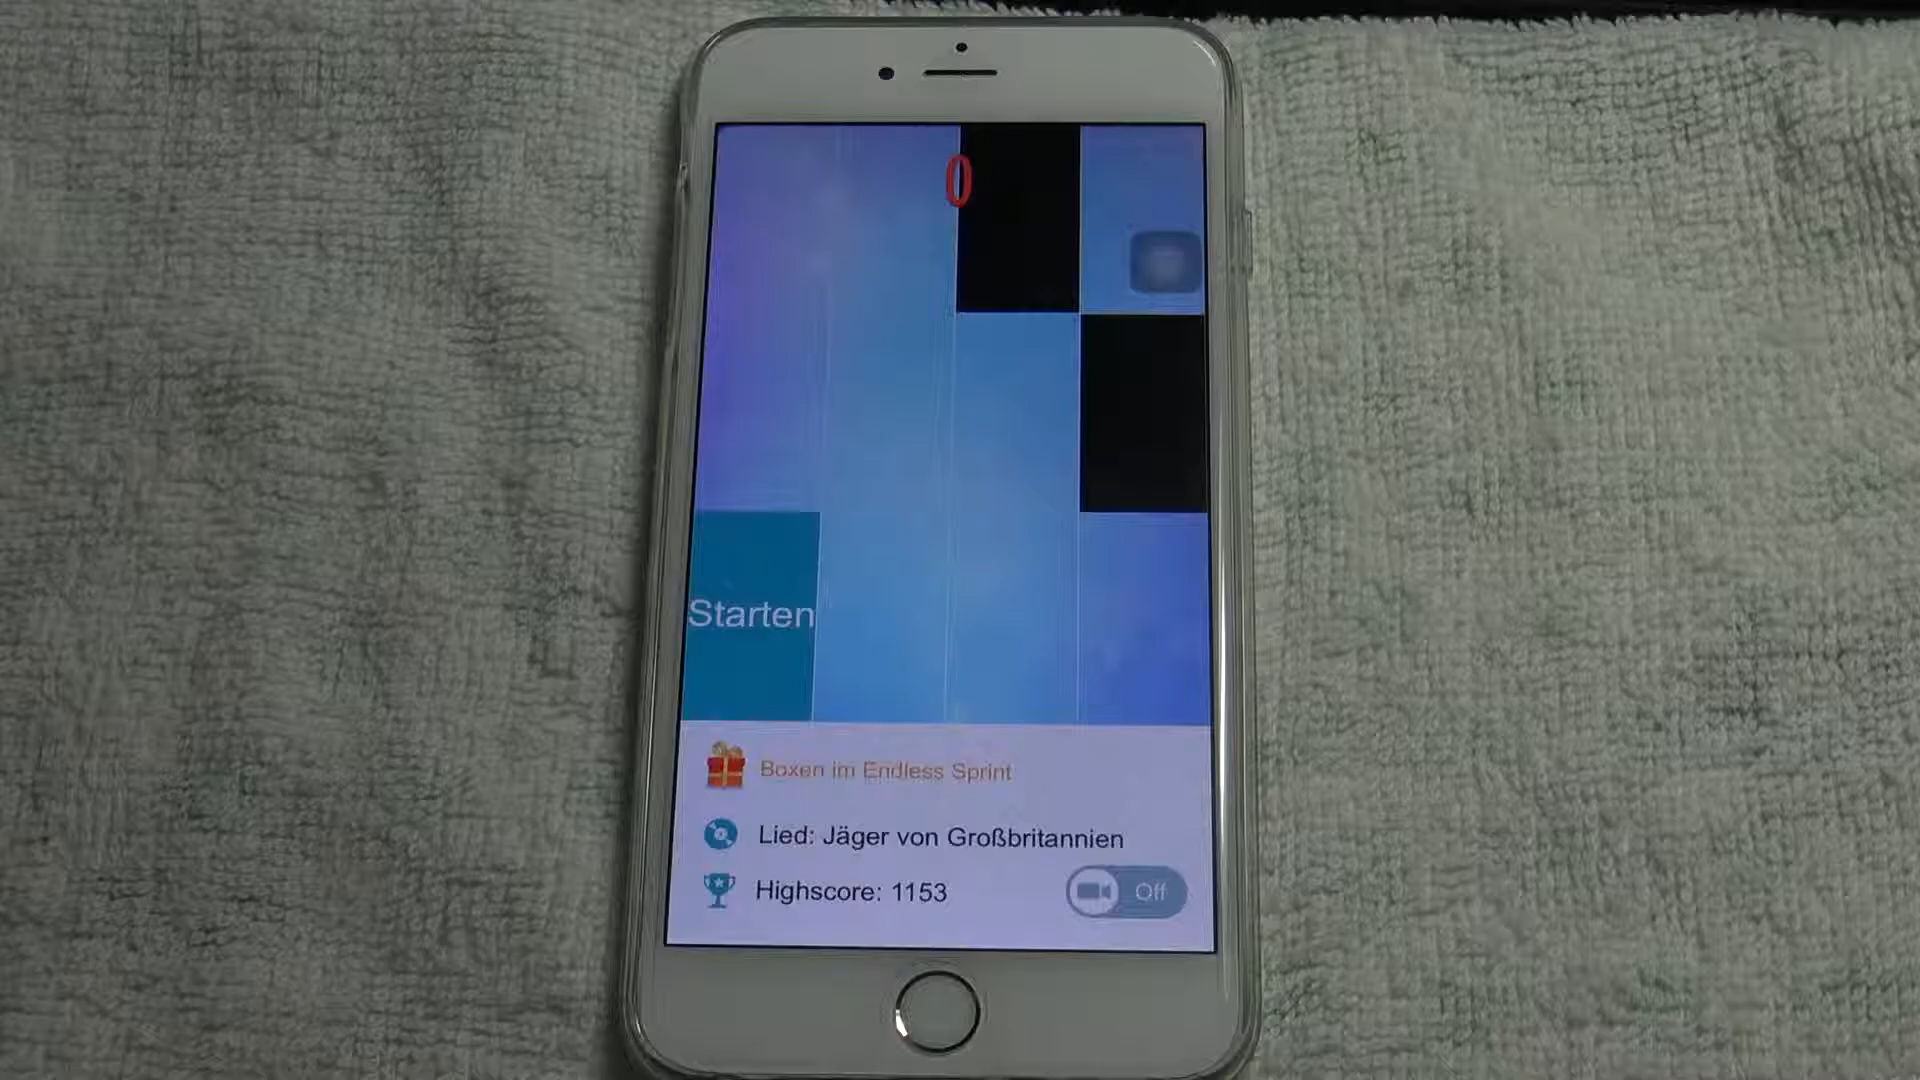 0
Starten
Boxen im Endless Sprint
Lied: Jäger von Großbritannien
Highscore: 1153
Off